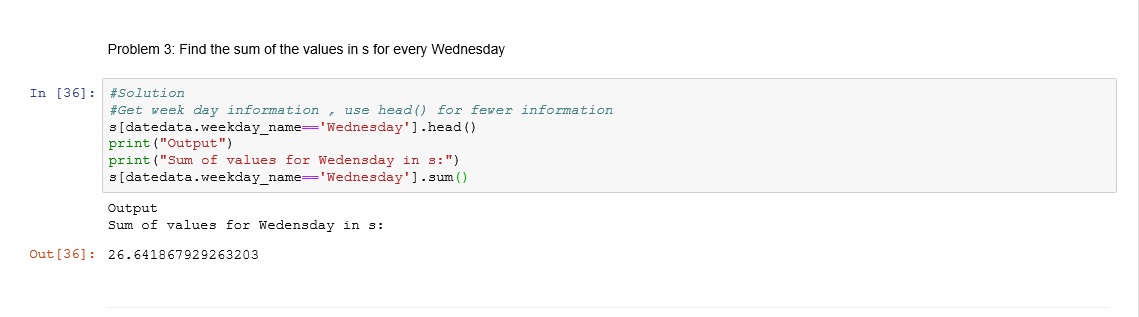 Problem 3: Find the sum of the values in s for every Wednesday
In [36]:
#Solution
#Get week day information , use head() for fewer information
s[datedata.weekday_name=='Wednesday'].head()
print("Output")
print("Sum of values for Wedensday in s:")
s[datedata.weekday_name=='Wednesday'].sum()
Output
Sum of values for Wedensday in s:
Out[36]: 26.641867929263203